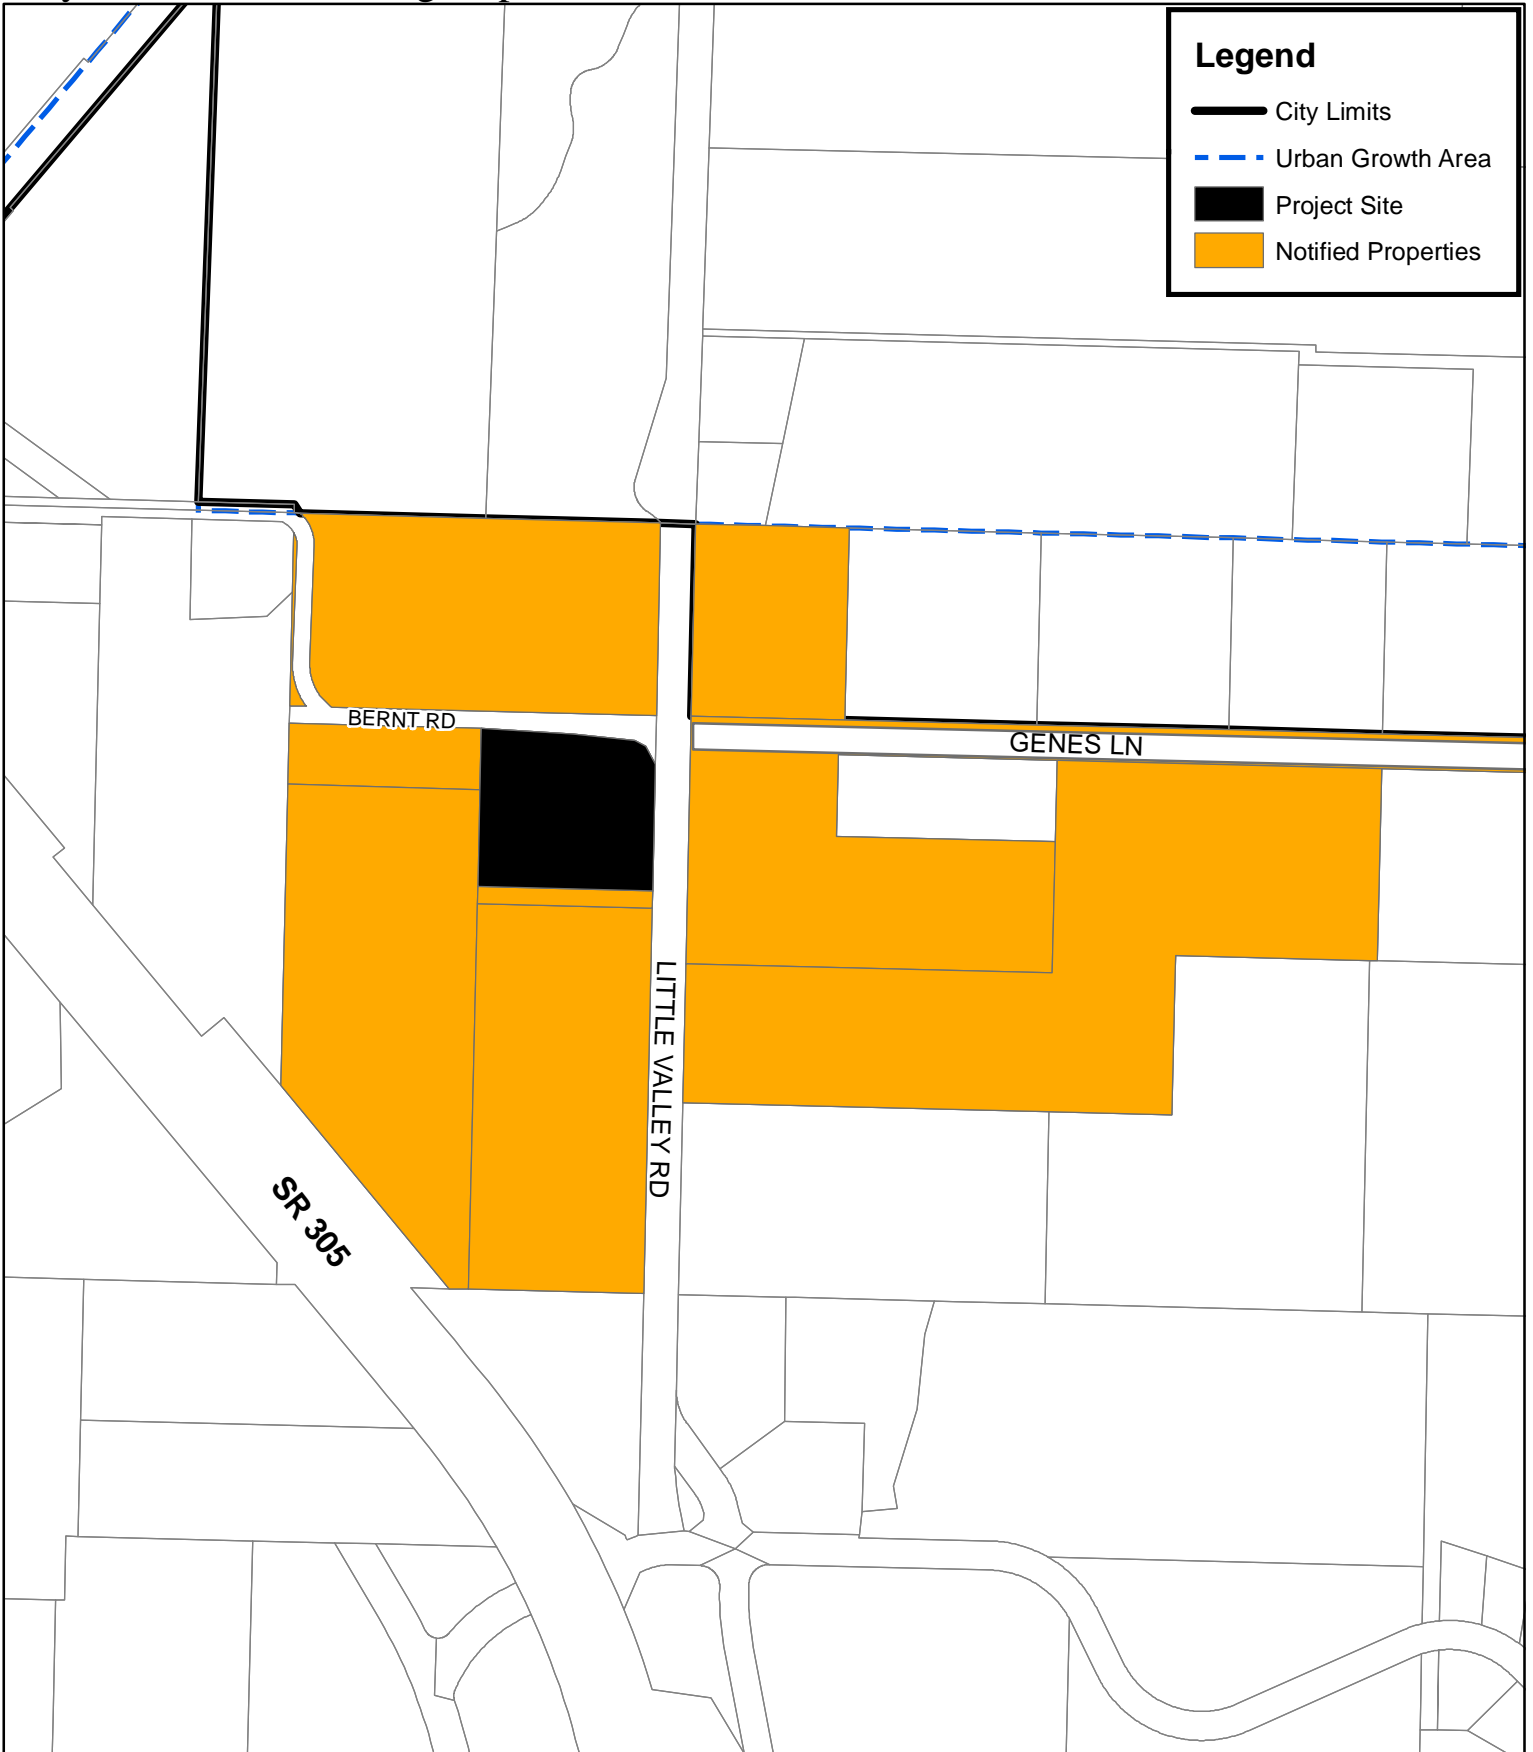 Legend
City Limits
Urban Growth Area
Project Site
Notified Properties
BERNT RD
GENES LN
LITTLE VALLEY RD
SR 305